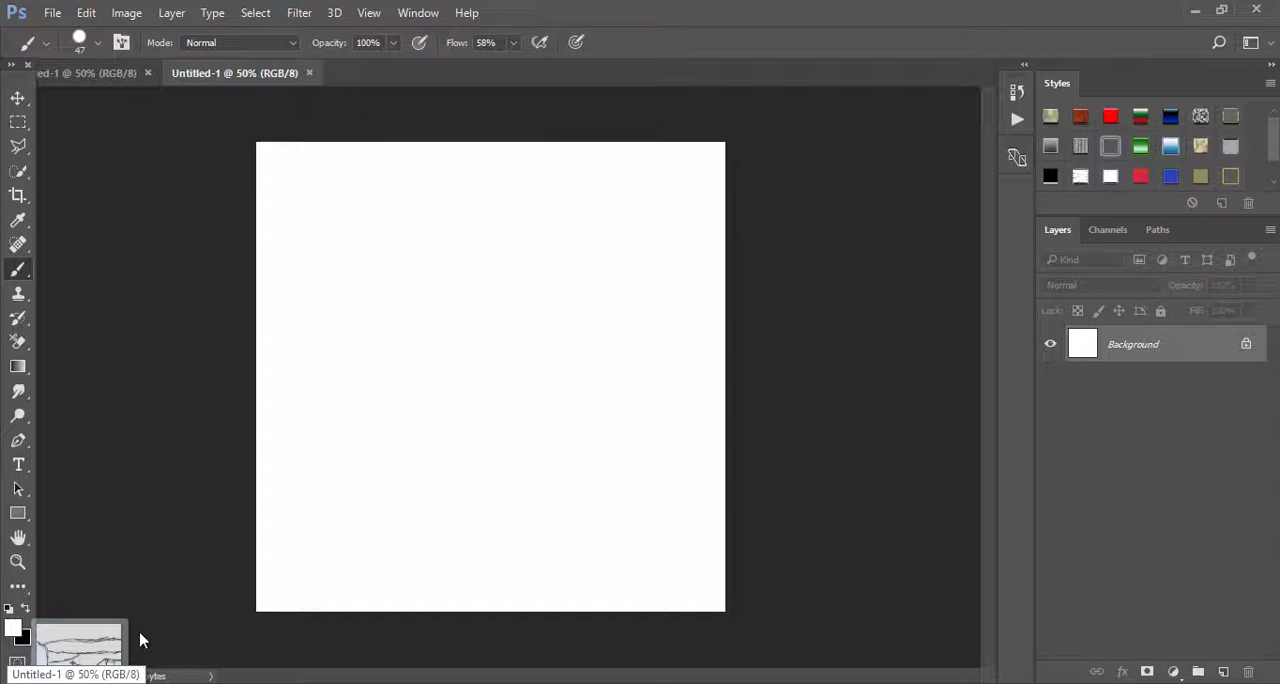 Ps File Edit Image Layer Type Select Filter 3D View Window Help
47 Mode: Normal Opacity: 100% Flow: 58%
ed-1 @ 50% (RGB/8) × Untitled-1 @ 50% (RGB/8) ×
Styles
Layers Channels Paths
Kind
Normal Opacity: 100%
Lock: Fill: 100%
Background
Untitled-1 @ 50% (RGB/8)
ytes